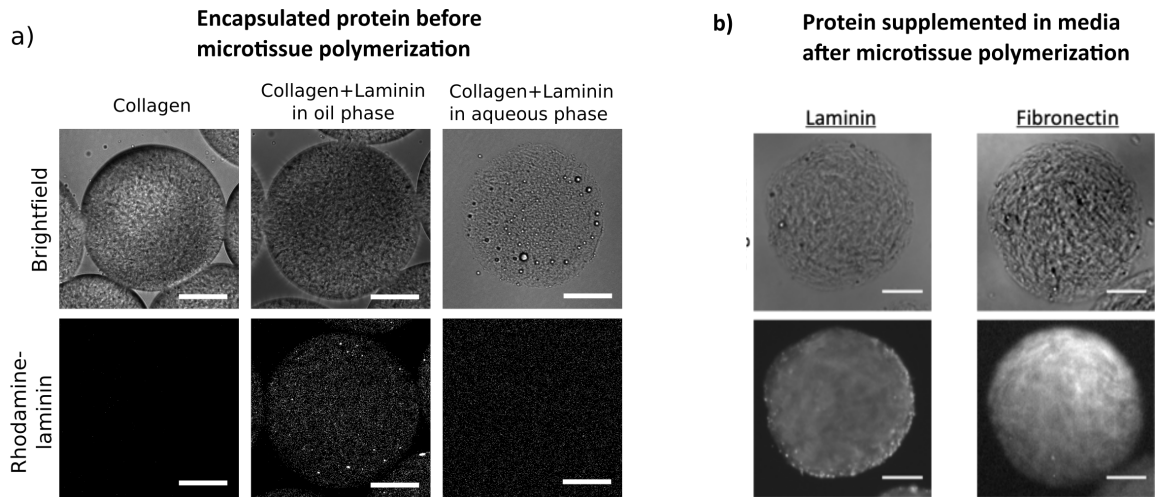 a)
Encapsulated protein before
microtissue polymerization
Collagen
Collagen+Laminin
in oil phase
Collagen+Laminin
in aqueous phase
Brightfield
Rhodamine-
laminin
b)
Protein supplemented in media
after microtissue polymerization
Laminin
Fibronectin